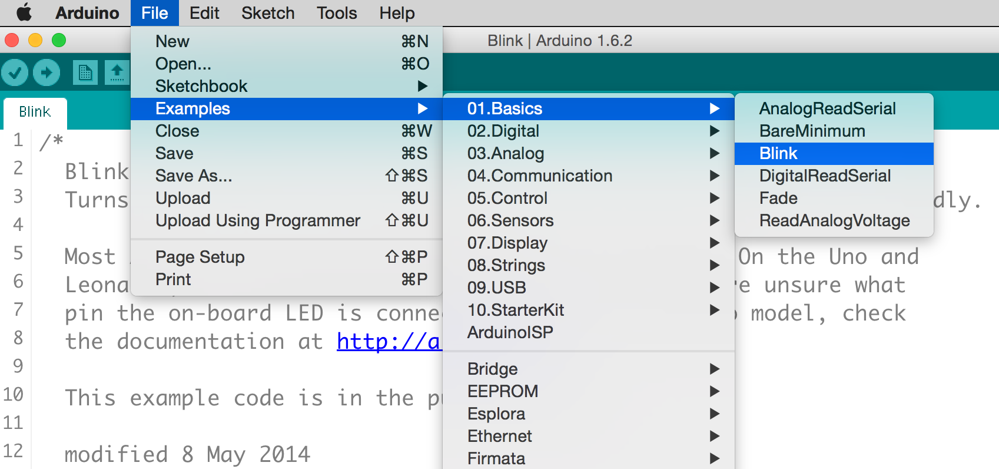 Arduino File Edit Sketch Tools Help
Blink | Arduino 1.6.2
New ⌘N
Open... ⌘O
Sketchbook ▶
Examples ▶
Close ⌘W
Save ⌘S
Save As... ⇧⌘S
Upload ⌘U
Upload Using Programmer ⇧⌘U
Page Setup ⇧⌘P
Print ⌘P
01.Basics ▶
02.Digital ▶
03.Analog ▶
04.Communication ▶
05.Control ▶
06.Sensors ▶
07.Display ▶
08.Strings ▶
09.USB ▶
10.StarterKit ▶
ArduinoISP
Bridge ▶
EEPROM ▶
Esplora ▶
Ethernet ▶
Firmata ▶
AnalogReadSerial
BareMinimum
Blink
DigitalReadSerial
Fade
ReadAnalogVoltage
Blink
1 /*
2 Blink
3 Turns dly.
4
5 Most On the Uno and
6 Leona re unsure what
7 pin the on-board LED is conne model, check
8 the documentation at http://a
9
10 This example code is in the p
11
12 modified 8 May 2014